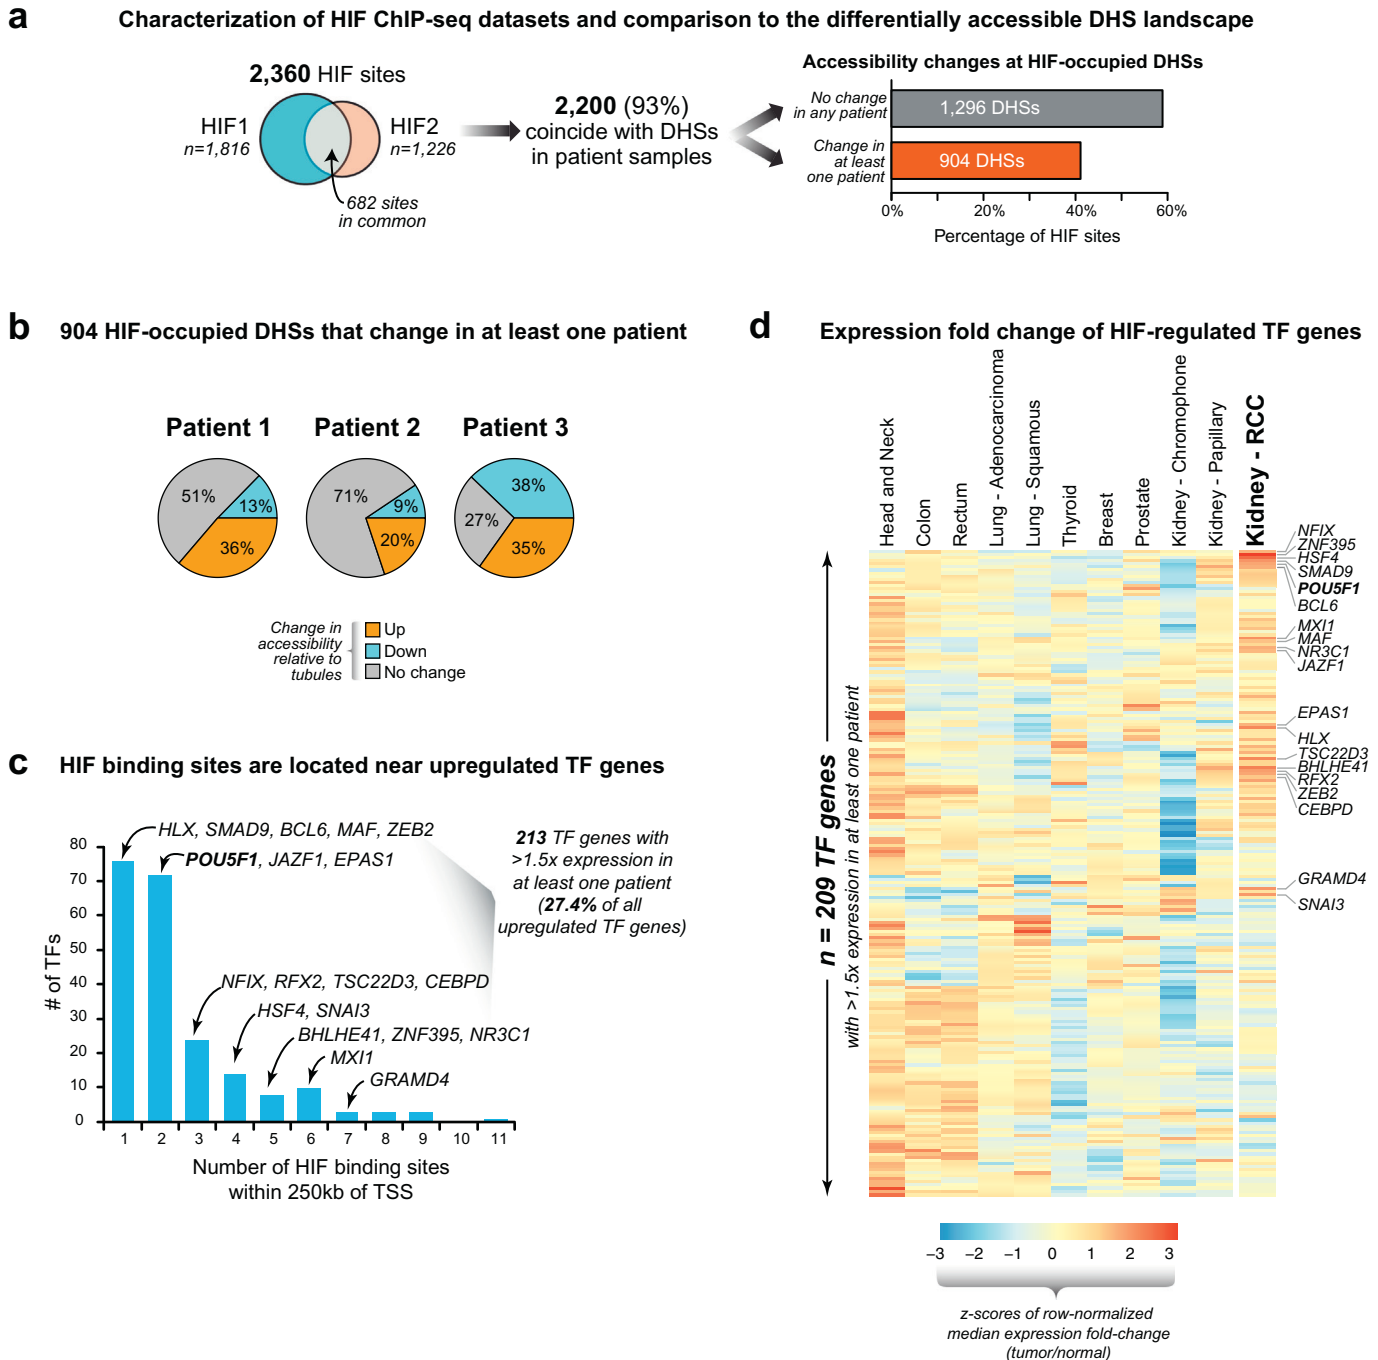 a
Characterization of HIF ChIP-seq datasets and comparison to the differentially accessible DHS landscape
2,360 HIF sites
HIF1
n=1,816
HIF2
n=1,226
682 sites
in common
2,200 (93%)
coincide with DHSs
in patient samples
Accessibility changes at HIF-occupied DHSs
No change
in any patient
1,296 DHSs
Change in
at least
one patient
904 DHSs
0% 20% 40% 60%
Percentage of HIF sites
b
904 HIF-occupied DHSs that change in at least one patient
Patient 1
51%
13%
36%
Patient 2
71%
9%
20%
Patient 3
38%
27%
35%
Change in
accessibility
relative to
tubules
Up
Down
No change
c
HIF binding sites are located near upregulated TF genes
HLX, SMAD9, BCL6, MAF, ZEB2
POU5F1, JAZF1, EPAS1
NFIX, RFX2, TSC22D3, CEBPD
HSF4, SNAI3
BHLHE41, ZNF395, NR3C1
MXI1
GRAMD4
213 TF genes with
>1.5x expression in
at least one patient
(27.4% of all
upregulated TF genes)
# of TFs
80
70
60
50
40
30
20
10
0
1 2 3 4 5 6 7 8 9 10 11
Number of HIF binding sites
within 250kb of TSS
d
Expression fold change of HIF-regulated TF genes
Head and Neck
Colon
Rectum
Lung - Adenocarcinoma
Lung - Squamous
Thyroid
Breast
Prostate
Kidney - Chromophone
Kidney - Papillary
Kidney - RCC
n = 209 TF genes
with >1.5x expression in at least one patient
NFIX
ZNF395
HSF4
SMAD9
POU5F1
BCL6
MXI1
MAF
NR3C1
JAZF1
EPAS1
HLX
TSC22D3
BHLHE41
RFX2
ZEB2
CEBPD
GRAMD4
SNAI3
−3 −2 −1 0 1 2 3
z-scores of row-normalized
median expression fold-change
(tumor/normal)